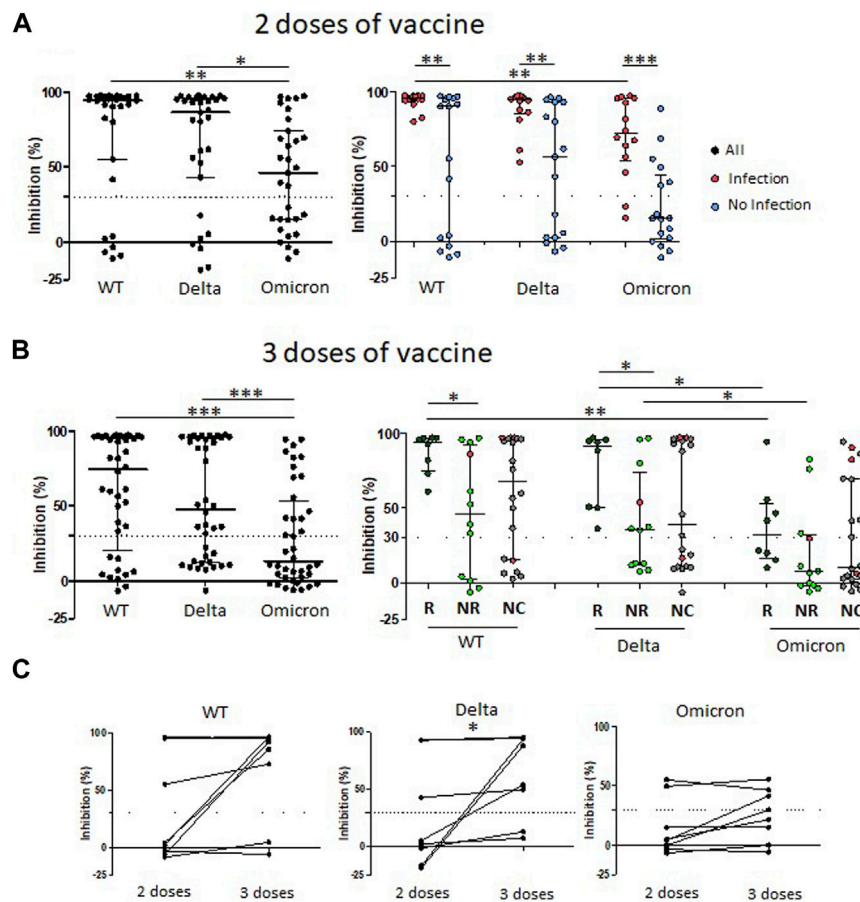 A
2 doses of vaccine
*
**
** ** ***
**
Inhibition (%)
100
50
0
-25
WT Delta Omicron
Inhibition (%)
100
50
0
-25
WT Delta Omicron
All
Infection
No Infection
B
3 doses of vaccine
***
***
*
*
*
*
**
Inhibition (%)
100
50
0
-25
WT Delta Omicron
Inhibition (%)
100
50
30
0
-25
R NR NC R NR NC R NR NC
WT Delta Omicron
C
WT
Inhibition (%)
100
50
0
-25
2 doses 3 doses
Delta
*
Inhibition (%)
100
50
0
-25
2 doses 3 doses
Omicron
Inhibition (%)
100
50
0
-25
2 doses 3 doses